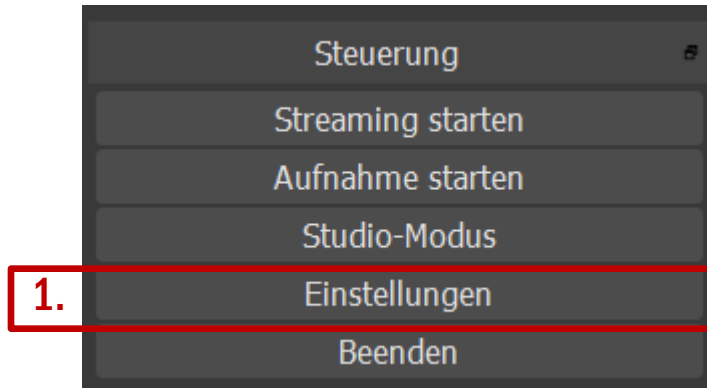 Steuerung
Streaming starten
Aufnahme starten
Studio-Modus
1. Einstellungen
Beenden